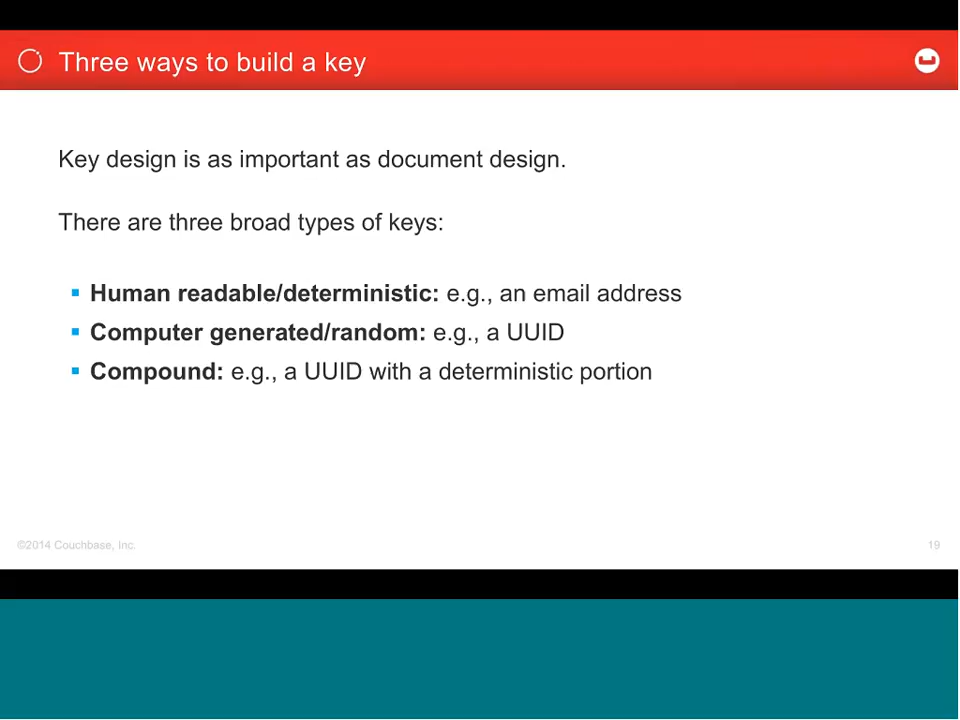 Three ways to build a key
Key design is as important as document design.
There are three broad types of keys:
Human readable/deterministic: e.g., an email address
Computer generated/random: e.g., a UUID
Compound: e.g., a UUID with a deterministic portion
©2014 Couchbase, Inc.
19